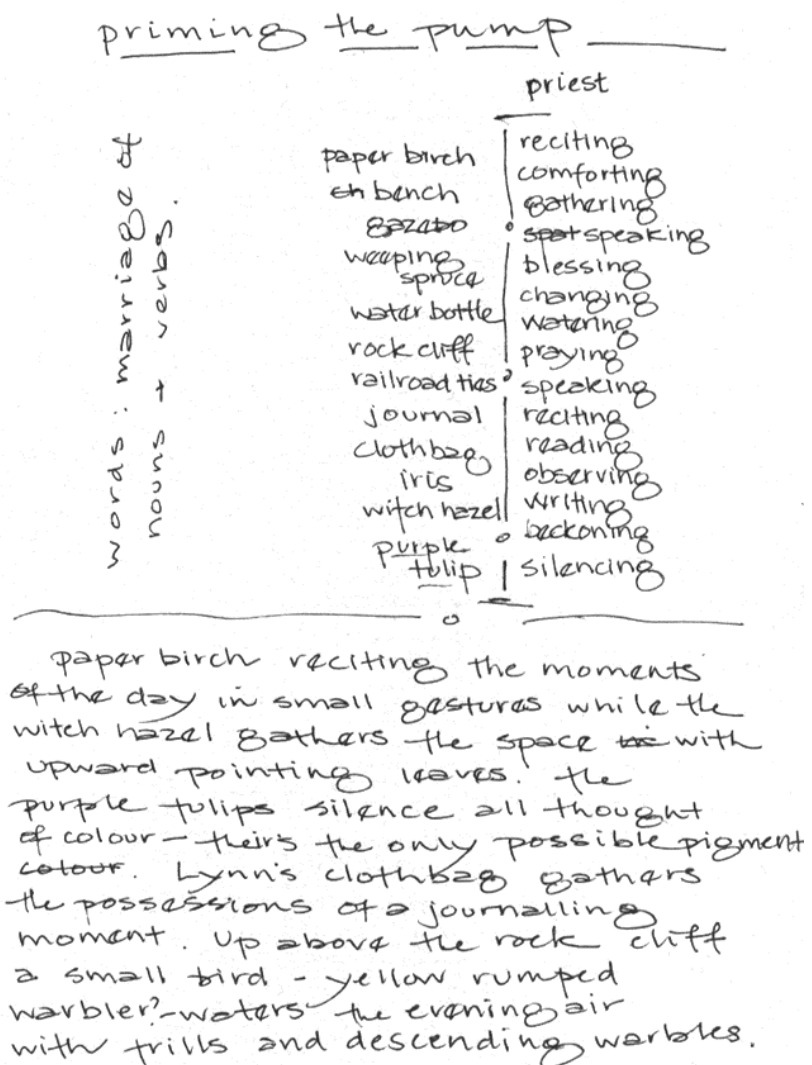 priming the pump
priest
words: marriage of
nouns + verbs.
paper birch
bench
gazebo
weeping
spruce
water bottle
rock cliff
railroad ties
journal
clothbag
iris
witch hazel
purple
tulip
reciting
comforting
gathering
spot speaking
blessing
changing
watering
praying
speaking
reciting
reading
observing
writing
beckoning
silencing
paper birch reciting the moments
of the day in small gestures while the
witch hazel gathers the space with
upward pointing leaves. the
purple tulips silence all thought
of colour – theirs the only possible pigment
colour. Lynn's clothbag gathers
the possessions of a journalling
moment. up above the rock cliff
a small bird - yellow rumped
warbler?-waters the evening air
with trills and descending warbles.